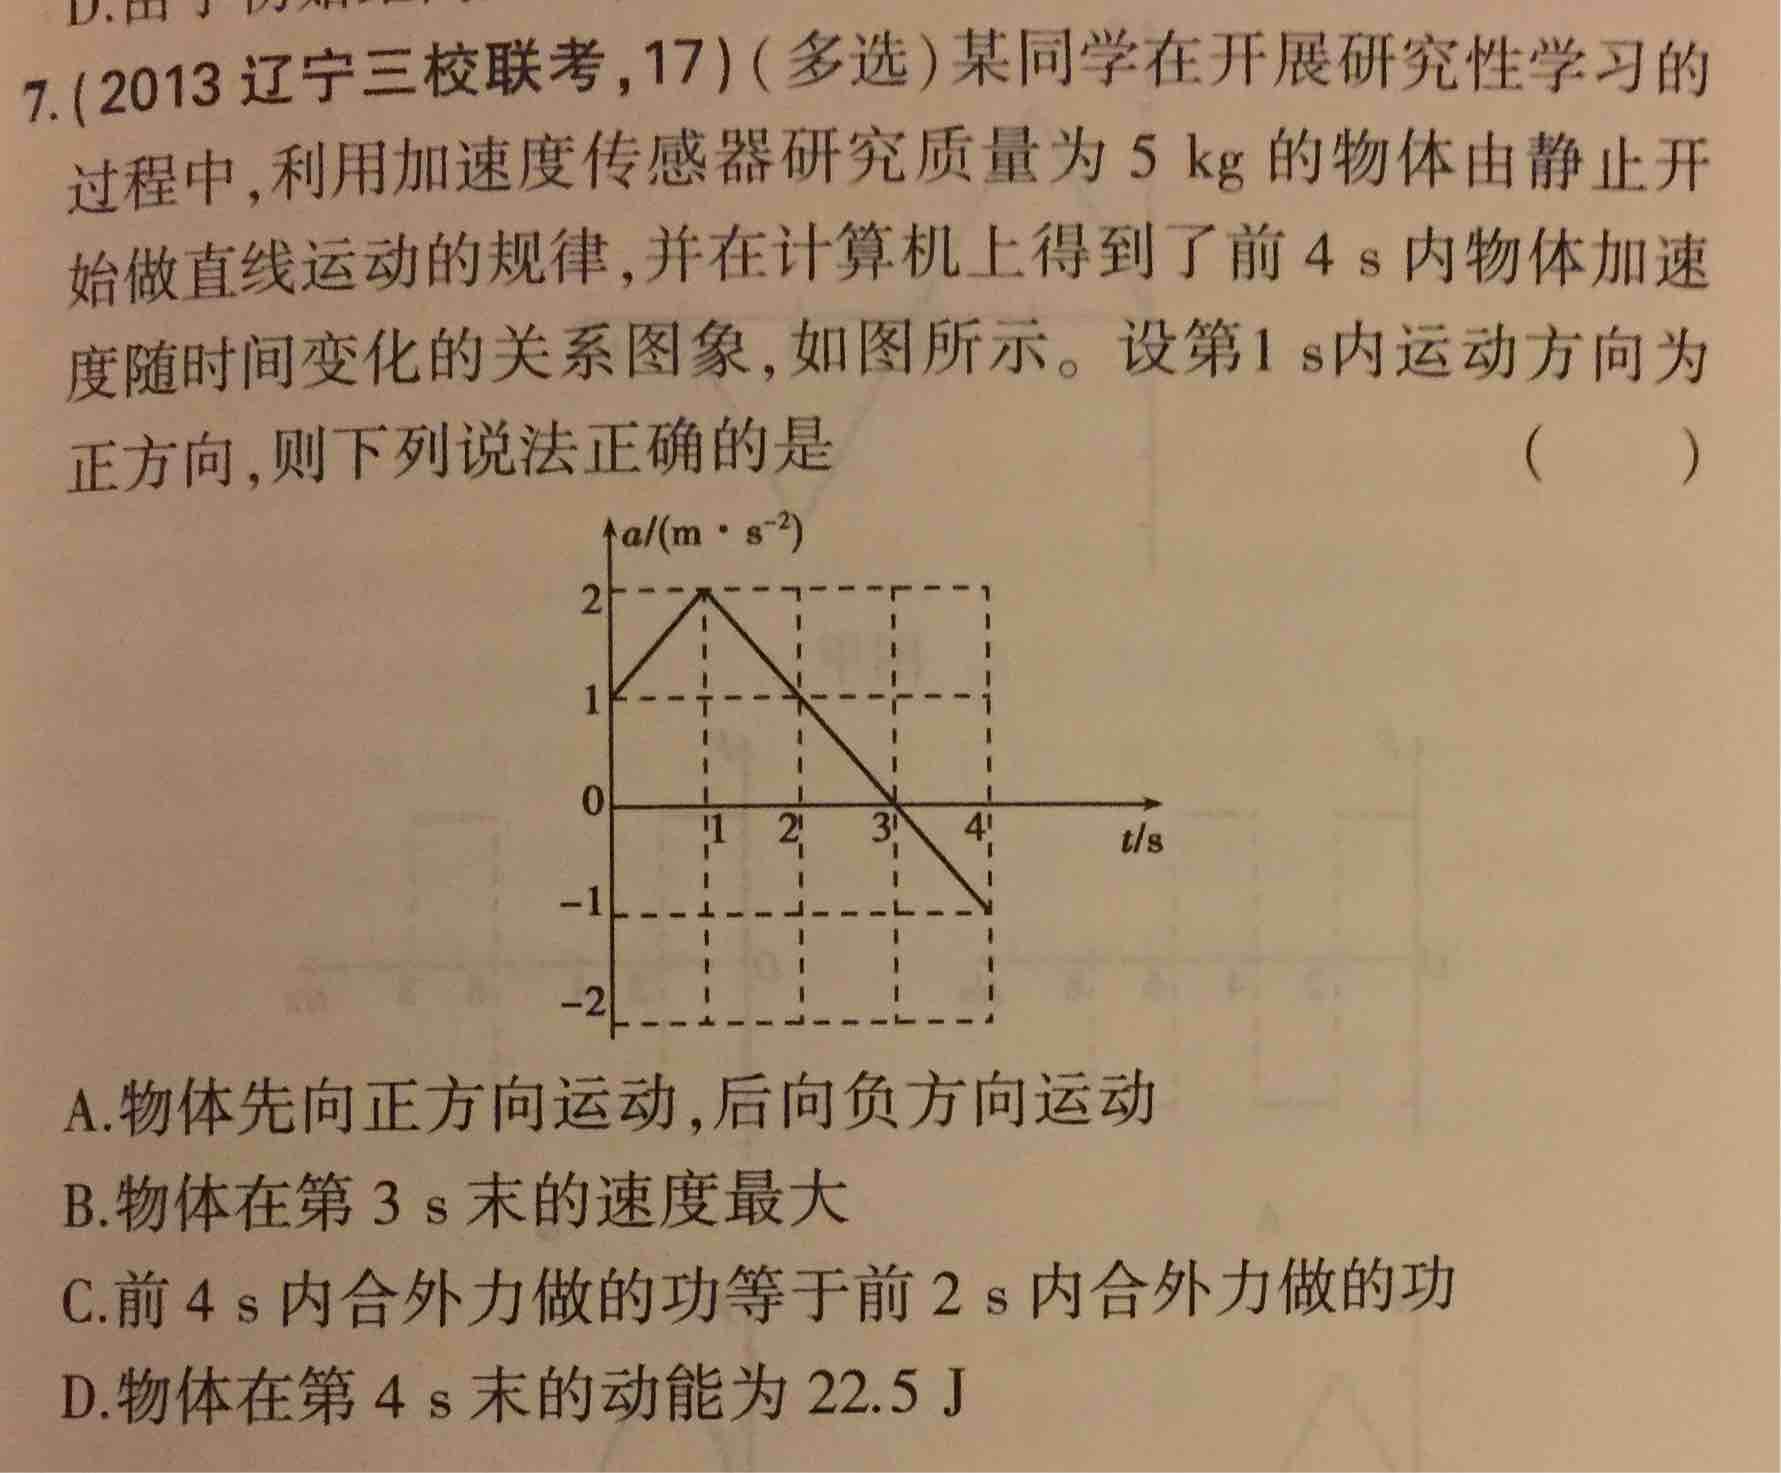 7.(2013 辽宁三校联考,17)(多选)某同学在开展研究性学习的
过程中,利用加速度传感器研究质量为 5 kg 的物体由静止开
始做直线运动的规律,并在计算机上得到了前 4 s 内物体加速
度随时间变化的关系图象,如图所示。设第1 s内运动方向为
正方向,则下列说法正确的是 ( )
a/(m · s⁻²)
2
1
0
1 2 3 4
t/s
-1
-2
A.物体先向正方向运动,后向负方向运动
B.物体在第 3 s 末的速度最大
C.前 4 s 内合外力做的功等于前 2 s 内合外力做的功
D.物体在第 4 s 末的动能为 22.5 J